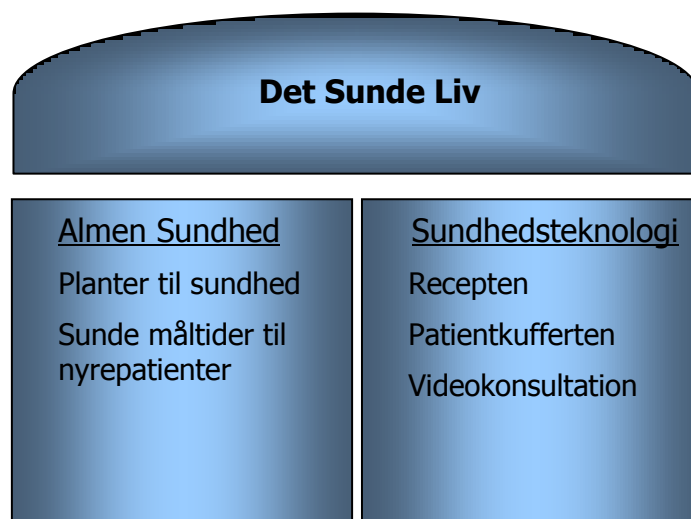 Det Sunde Liv
Almen Sundhed
Planter til sundhed
Sunde måltider til
nyrepatienter
Sundhedsteknologi
Recepten
Patientkufferten
Videokonsultation